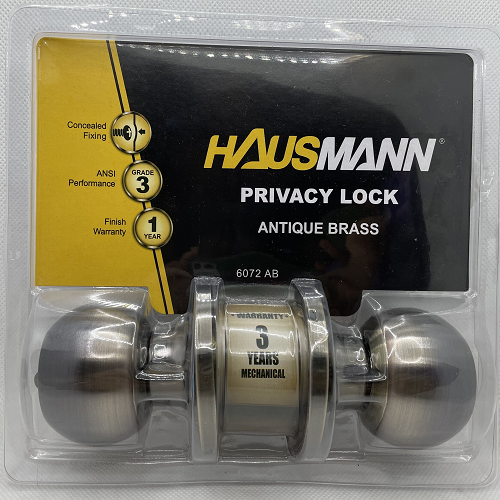 HAUSMANN®
PRIVACY LOCK
ANTIQUE BRASS
6072 AB
Concealed
Fixing
ANSI
Performance
GRADE
3
Finish
Warranty
1
YEAR
WARRANTY
3
YEARS
MECHANICAL